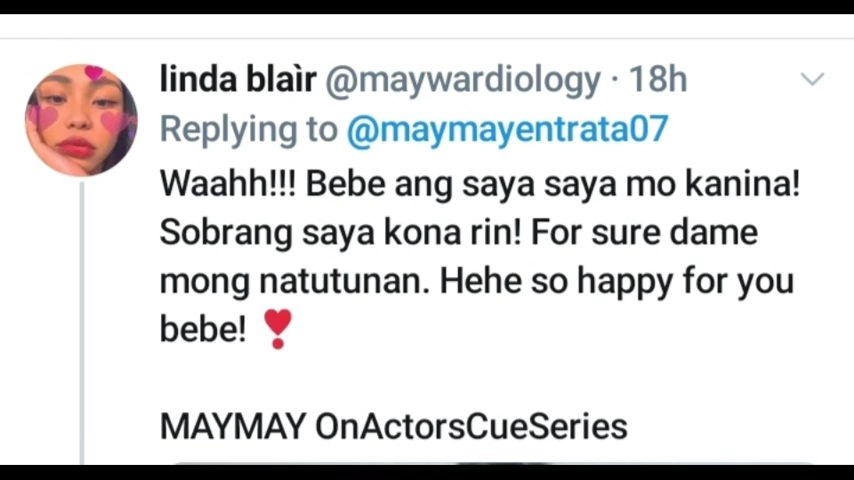 linda blaìr @maywardiology · 18h
Replying to @maymayentrata07
Waahh!!! Bebe ang saya saya mo kanina!
Sobrang saya kona rin! For sure dame
mong natutunan. Hehe so happy for you
bebe! ❣
MAYMAY OnActorsCueSeries